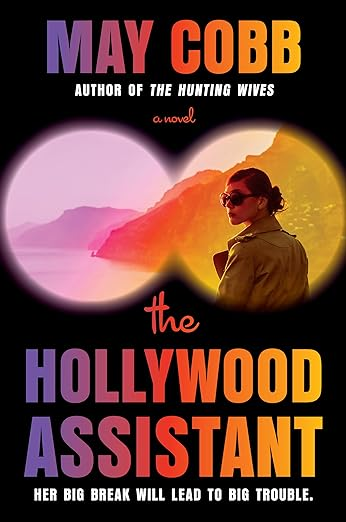 MAY COBB
AUTHOR OF THE HUNTING WIVES
a novel
the
HOLLYWOOD
ASSISTANT
HER BIG BREAK WILL LEAD TO BIG TROUBLE.